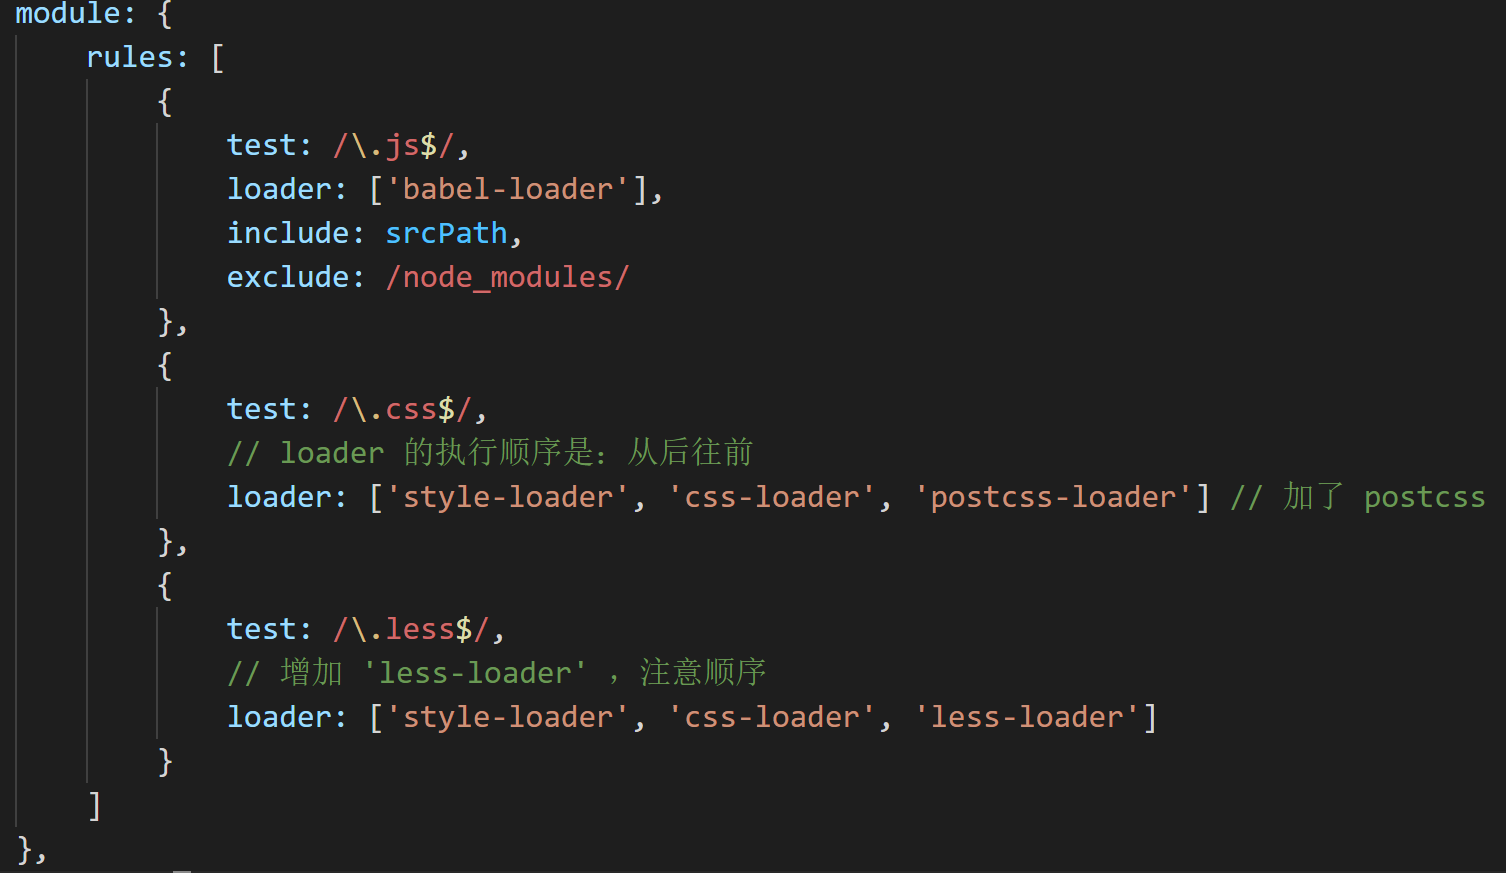 module: {
rules: [
{
test: /\.js$/,
loader: ['babel-loader'],
include: srcPath,
exclude: /node_modules/
},
{
test: /\.css$/,
// loader 的执行顺序是：从后往前
loader: ['style-loader', 'css-loader', 'postcss-loader'] // 加了 postcss
},
{
test: /\.less$/,
// 增加 'less-loader' ，注意顺序
loader: ['style-loader', 'css-loader', 'less-loader']
}
]
},